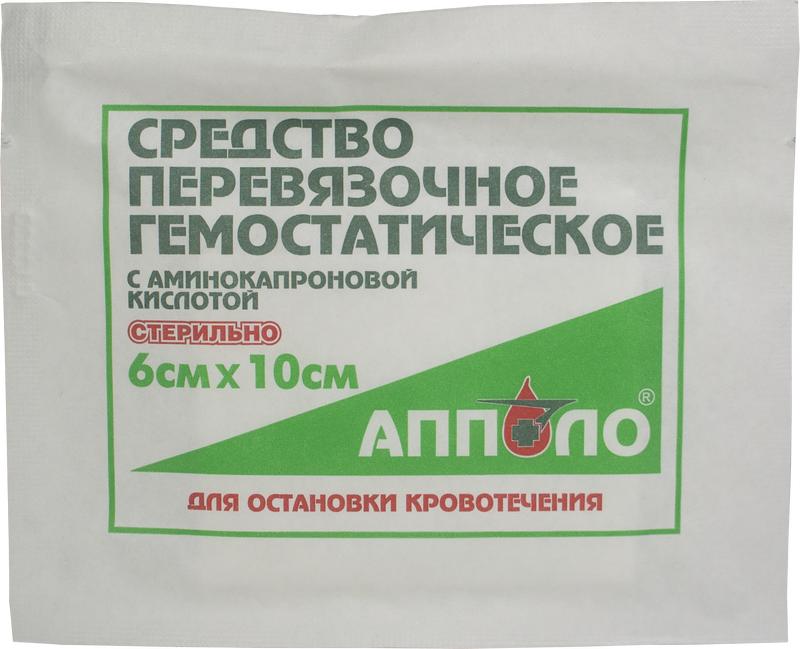 СРЕДСТВО
ПЕРЕВЯЗОЧНОЕ
ГЕМОСТАТИЧЕСКОЕ
С АМИНОКАПРОНОВОЙ
КИСЛОТОЙ
СТЕРИЛЬНО
6СМ X 10СМ
АППОЛО®
ДЛЯ ОСТАНОВКИ КРОВОТЕЧЕНИЯ